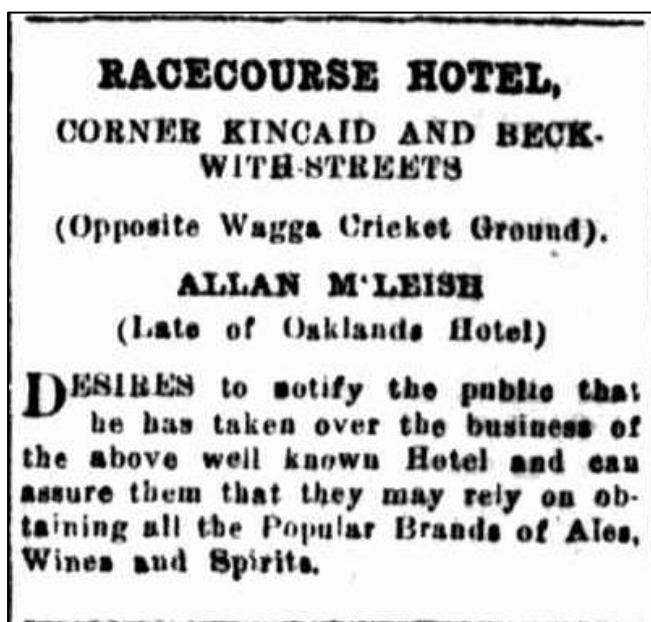 RACECOURSE HOTEL,
CORNER KINCAID AND BECK-
WITH-STREETS
(Opposite Wagga Cricket Ground).
ALLAN M'LEISH
(Late of Oaklands Hotel)
DESIRES to notify the public that
he has taken over the business of
the above well known Hotel and can
assure them that they may rely on ob-
taining all the Popular Brands of Ales,
Wines and Spirits.